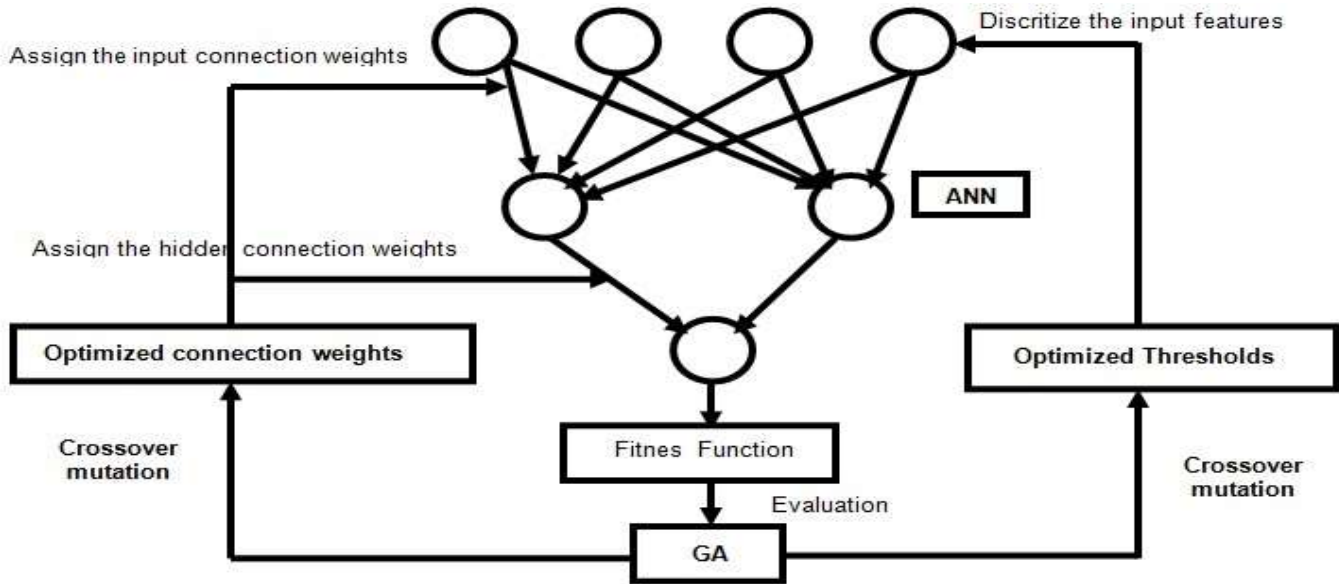 Discritize the input features
Assign the input connection weights
ANN
Assign the hidden connection weights
Optimized connection weights
Optimized Thresholds
Crossover
mutation
Fitnes Function
Crossover
mutation
Evaluation
GA